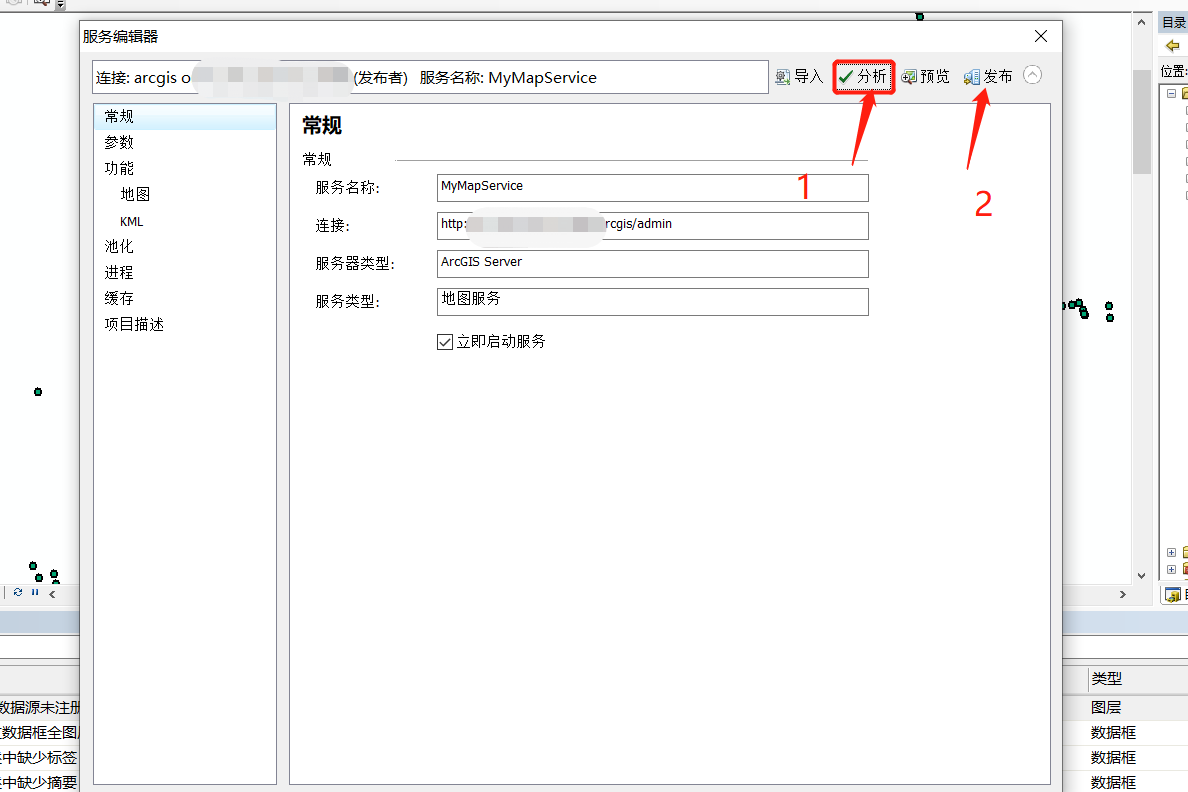 服务编辑器
目录
连接: arcgis o (发布者) 服务名称: MyMapService
导入 分析 预览 发布
位置:
常规
参数
功能
地图
KML
池化
进程
缓存
项目描述
常规
常规
服务名称: MyMapService
连接: http: rcgis/admin
服务器类型: ArcGIS Server
服务类型: 地图服务
立即启动服务
1
2
类型
数据源未注册 图层
数据框全图 数据框
中缺少标签 数据框
中缺少摘要 数据框